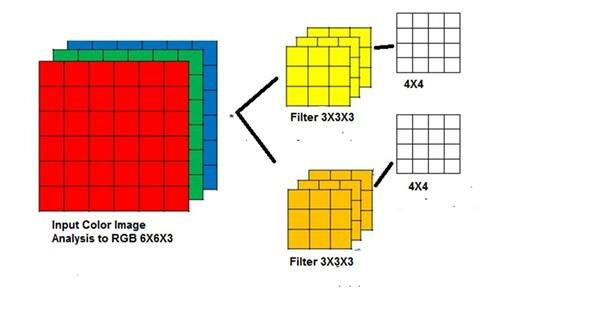 4X4
Filter 3X3X3
4X4
Input Color Image
Analysis to RGB 6X6X3
Filter 3X3X3